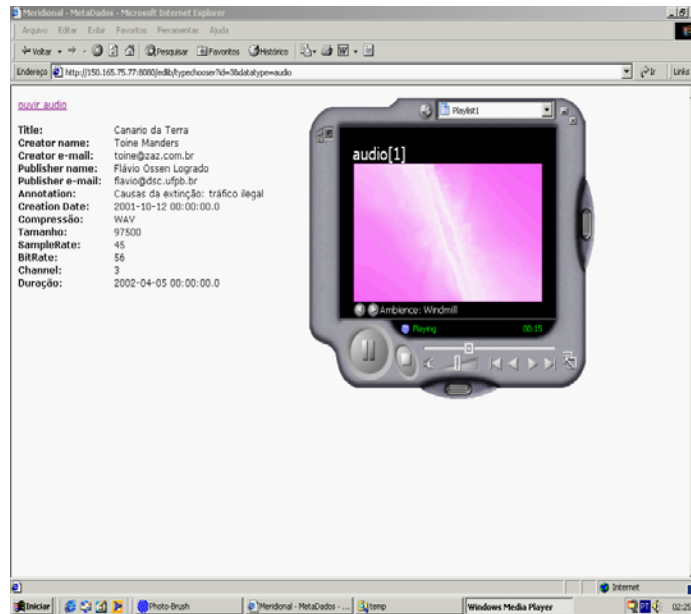 Meridional - MetaDados - Microsoft Internet Explorer
Arquivo Editar Exibir Favoritos Ferramentas Ajuda
Voltar Pesquisar Favoritos Histórico
Endereço http://150.165.75.77:8080/edlib/typechooser?id=3&datatype=audio Ir Links
ouvir audio
Title: Canario da Terra
Creator name: Toine Manders
Creator e-mail: toine@zaz.com.br
Publisher name: Flávio Ossen Logrado
Publisher e-mail: flavio@dsc.ufpb.br
Annotation: Causas da extinção: tráfico ilegal
Creation Date: 2001-10-12 00:00:00.0
Compressão: WAV
Tamanho: 97500
SampleRate: 45
BitRate: 56
Channel: 3
Duração: 2002-04-05 00:00:00.0
Playlist1
audio[1]
Ambience: Windmill
Playing 00:15
Internet
Iniciar Photo-Brush Meridional - MetaDados - ... temp Windows Media Player PT 02:25